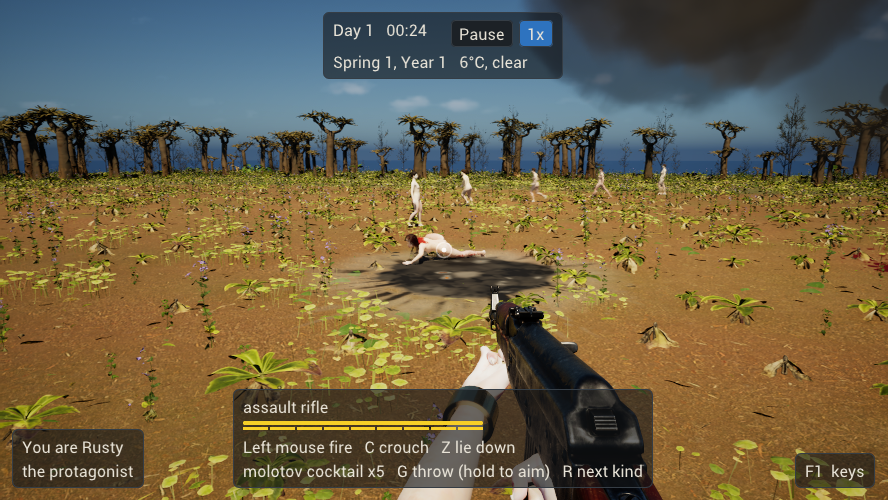 Day 1 00:24 Pause 1x
Spring 1, Year 1 6°C, clear
assault rifle
Left mouse fire C crouch Z lie down
molotov cocktail x5 G throw (hold to aim) R next kind
You are Rusty
the protagonist
F1 keys